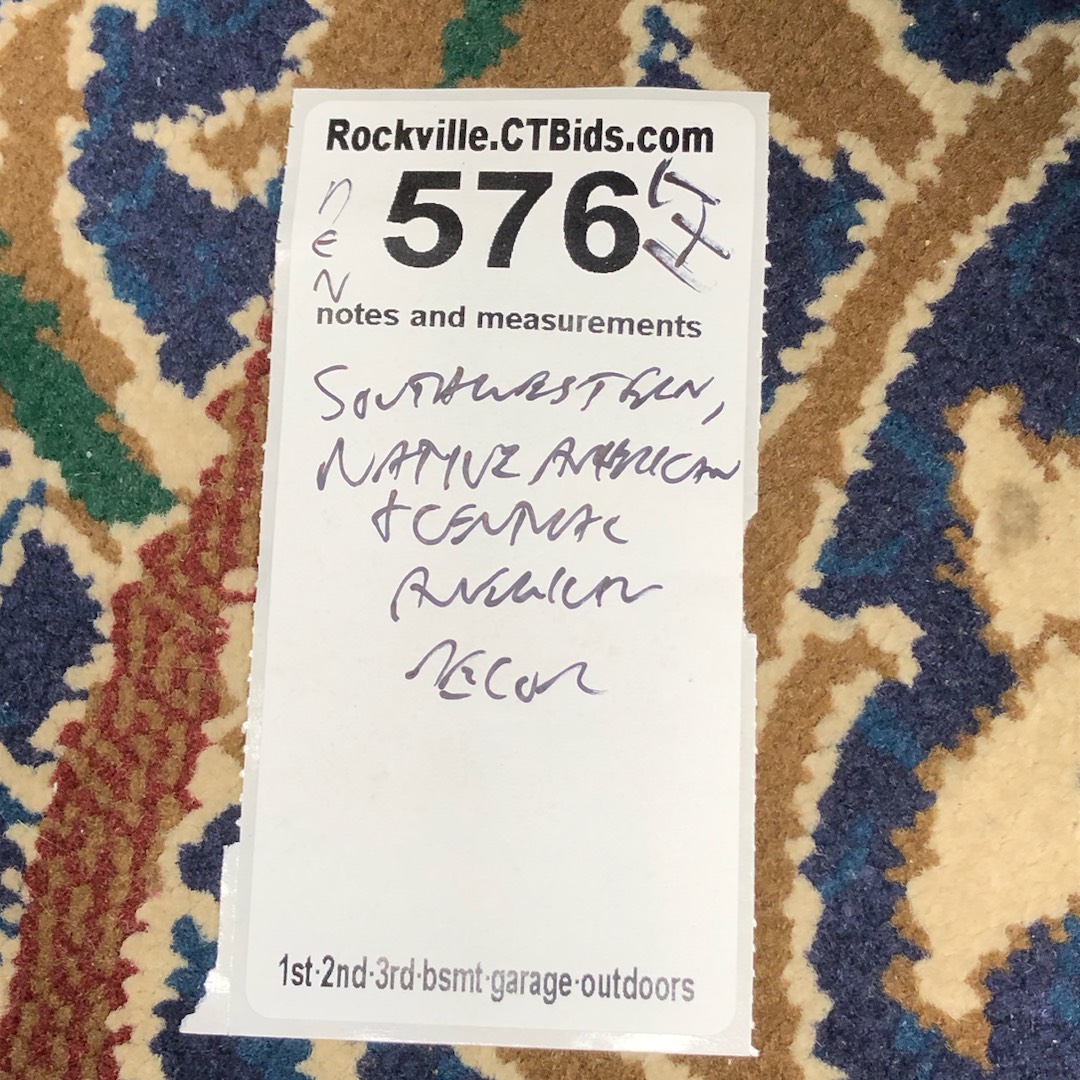 Rockville.CTBids.com
576
notes and measurements
SOUTHWESTERN,
NATIVE AMERICAN
+ CENTRAL
AMERICAN
DECOR
1st·2nd·3rd·bsmt·garage·outdoors